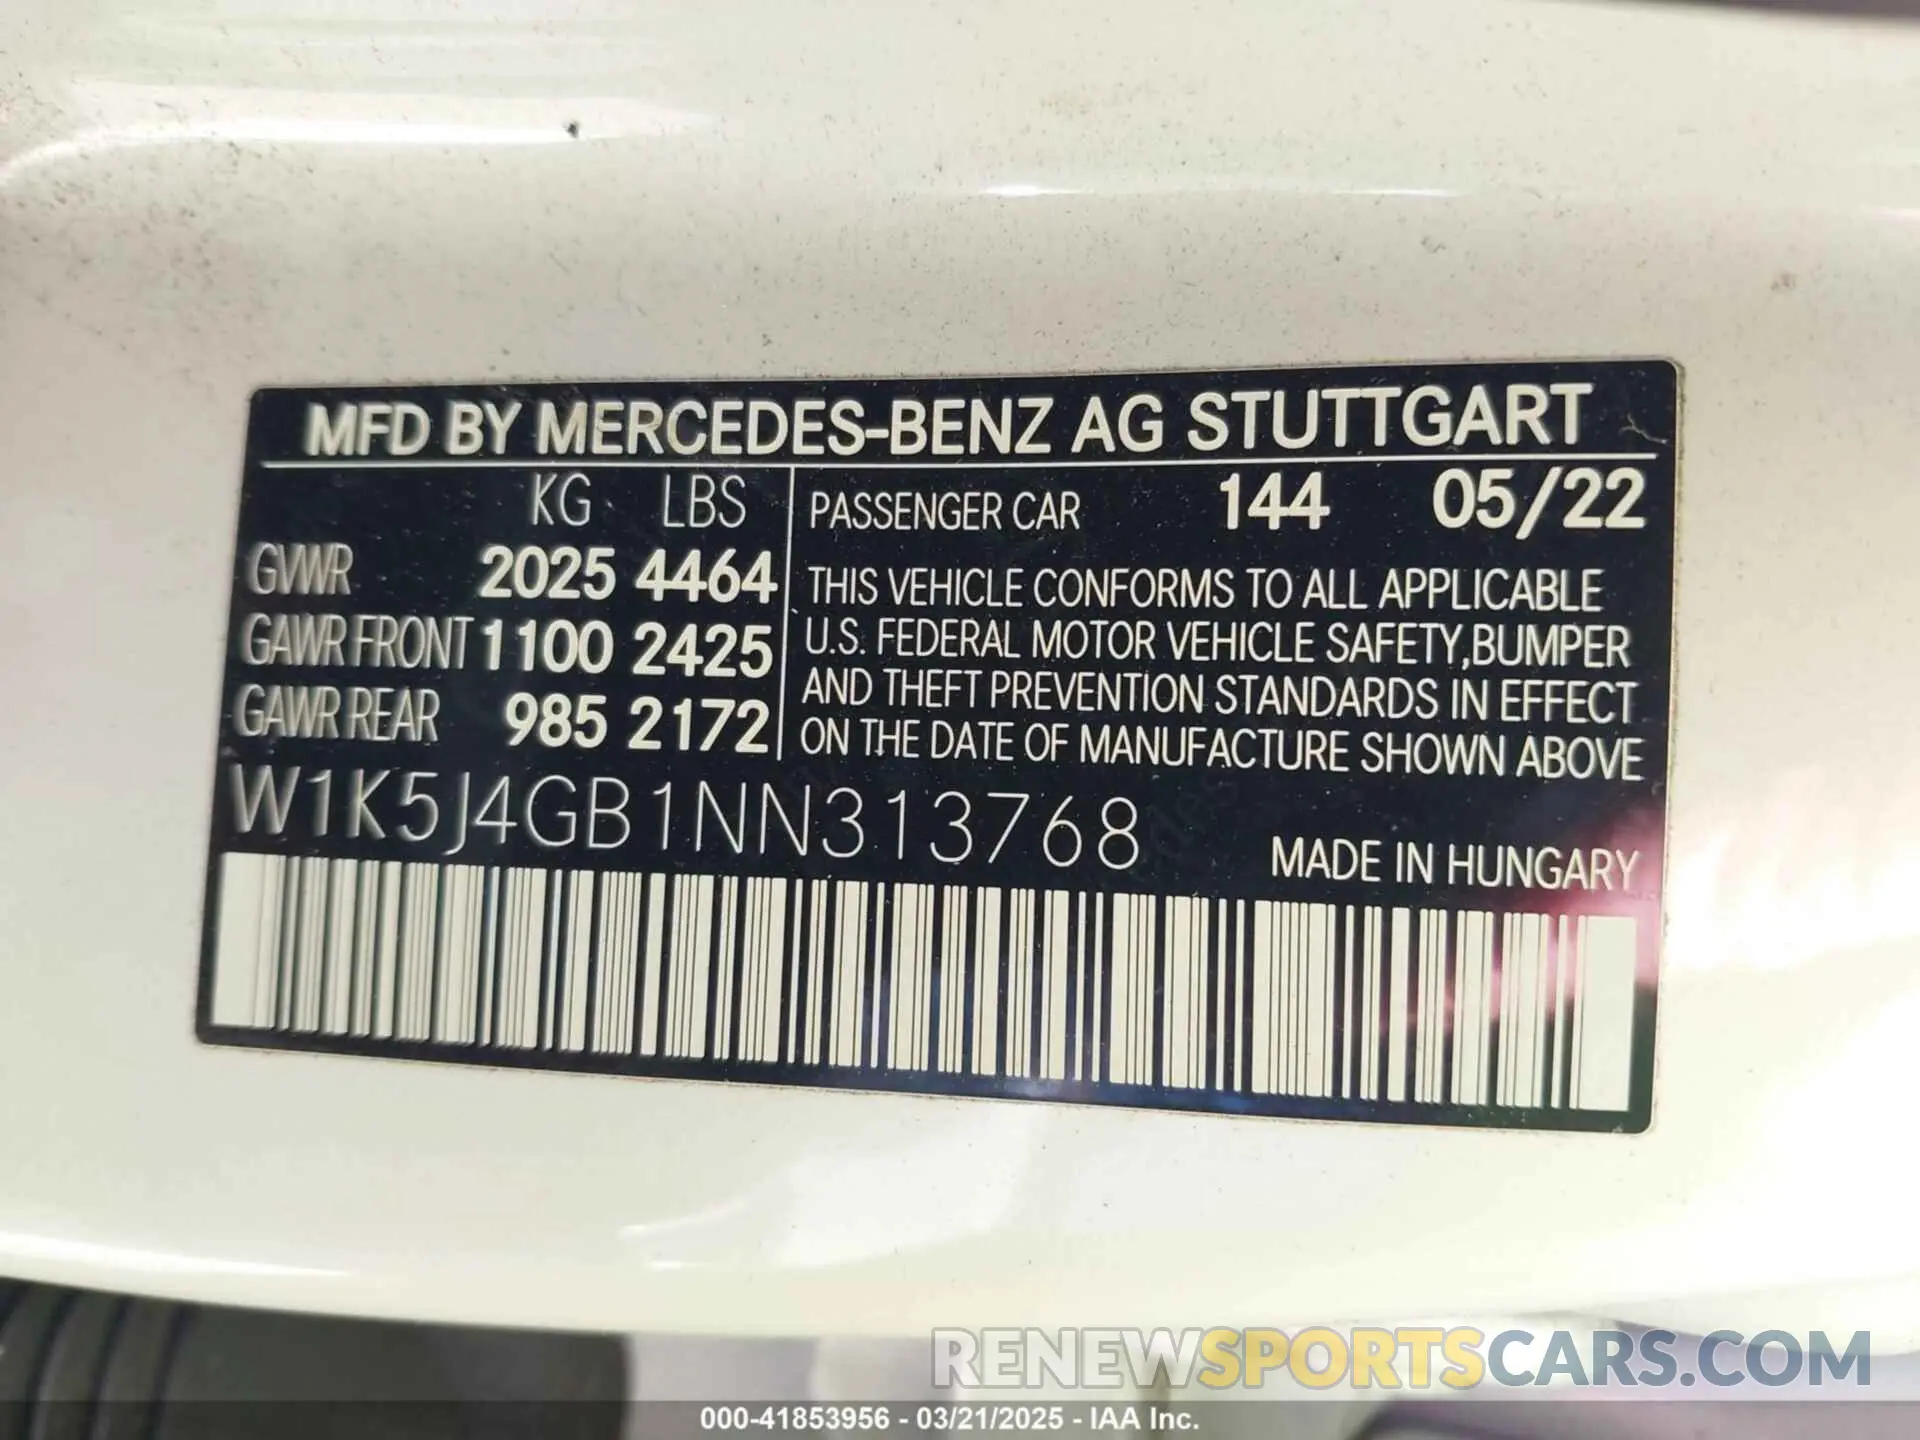 MFD BY MERCEDES-BENZ AG STUTTGART
KG LBS
GVWR 2025 4464
GAWR FRONT 1100 2425
GAWR REAR 985 2172
PASSENGER CAR 144 05/22
THIS VEHICLE CONFORMS TO ALL APPLICABLE
U.S. FEDERAL MOTOR VEHICLE SAFETY,BUMPER
AND THEFT PREVENTION STANDARDS IN EFFECT
ON THE DATE OF MANUFACTURE SHOWN ABOVE
W1K5J4GB1NN313768
MADE IN HUNGARY
RENEWSPORTSCARS.COM
000-41853956 - 03/21/2025 - IAA Inc.